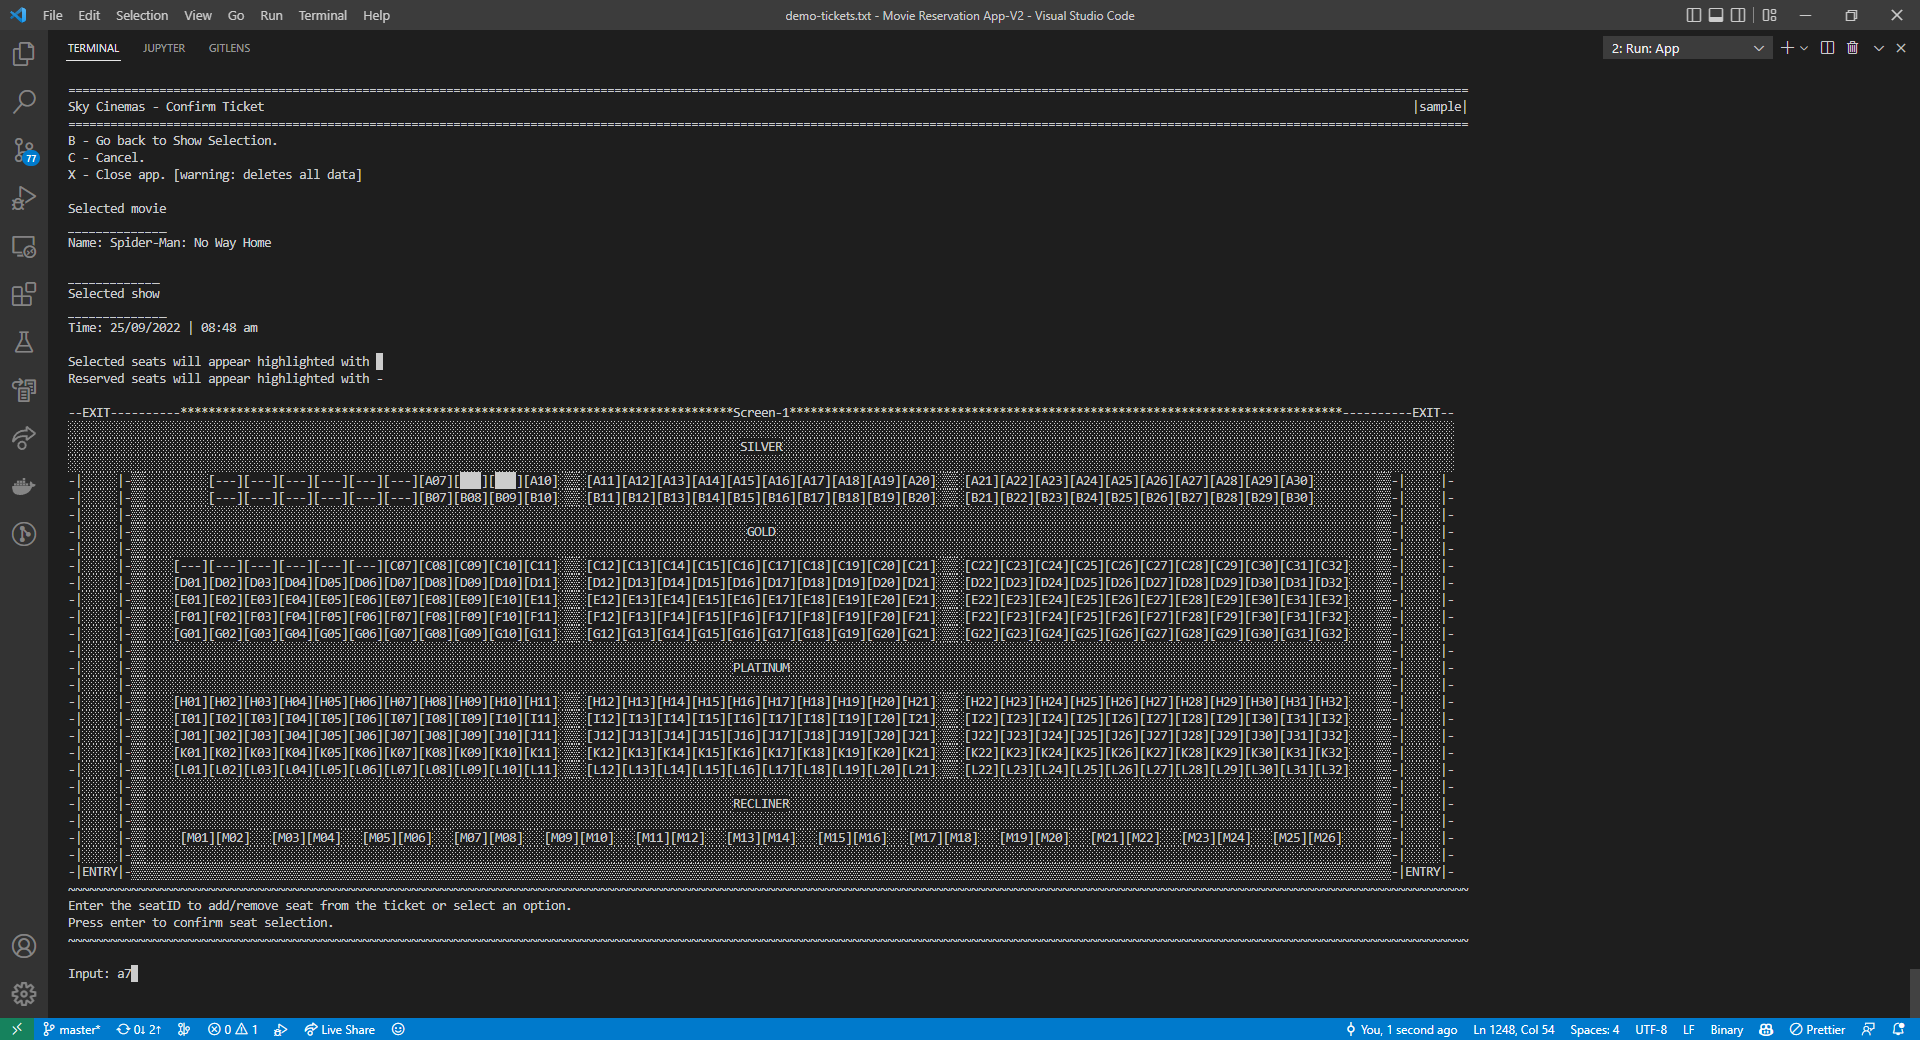 File Edit Selection View Go Run Terminal Help demo-tickets.txt - Movie Reservation App-V2 - Visual Studio Code
TERMINAL JUPYTER GITLENS 2: Run: App
Sky Cinemas - Confirm Ticket |sample|
B - Go back to Show Selection.
C - Cancel.
X - Close app. [warning: deletes all data]
Selected movie
Name: Spider-Man: No Way Home
Selected show
Time: 25/09/2022 | 08:48 am
Selected seats will appear highlighted with
Reserved seats will appear highlighted with -
--EXIT----------*******************************************************************************Screen-1*******************************************************************************----------EXIT--
SILVER
[---][---][---][---][---][---][A07][███][███][A10] [A11][A12][A13][A14][A15][A16][A17][A18][A19][A20] [A21][A22][A23][A24][A25][A26][A27][A28][A29][A30]
[---][---][---][---][---][---][B07][B08][B09][B10] [B11][B12][B13][B14][B15][B16][B17][B18][B19][B20] [B21][B22][B23][B24][B25][B26][B27][B28][B29][B30]
GOLD
[---][---][---][---][---][---][C07][C08][C09][C10][C11] [C12][C13][C14][C15][C16][C17][C18][C19][C20][C21] [C22][C23][C24][C25][C26][C27][C28][C29][C30][C31][C32]
[D01][D02][D03][D04][D05][D06][D07][D08][D09][D10][D11] [D12][D13][D14][D15][D16][D17][D18][D19][D20][D21] [D22][D23][D24][D25][D26][D27][D28][D29][D30][D31][D32]
[E01][E02][E03][E04][E05][E06][E07][E08][E09][E10][E11] [E12][E13][E14][E15][E16][E17][E18][E19][E20][E21] [E22][E23][E24][E25][E26][E27][E28][E29][E30][E31][E32]
[F01][F02][F03][F04][F05][F06][F07][F08][F09][F10][F11] [F12][F13][F14][F15][F16][F17][F18][F19][F20][F21] [F22][F23][F24][F25][F26][F27][F28][F29][F30][F31][F32]
[G01][G02][G03][G04][G05][G06][G07][G08][G09][G10][G11] [G12][G13][G14][G15][G16][G17][G18][G19][G20][G21] [G22][G23][G24][G25][G26][G27][G28][G29][G30][G31][G32]
PLATINUM
[H01][H02][H03][H04][H05][H06][H07][H08][H09][H10][H11] [H12][H13][H14][H15][H16][H17][H18][H19][H20][H21] [H22][H23][H24][H25][H26][H27][H28][H29][H30][H31][H32]
[I01][I02][I03][I04][I05][I06][I07][I08][I09][I10][I11] [I12][I13][I14][I15][I16][I17][I18][I19][I20][I21] [I22][I23][I24][I25][I26][I27][I28][I29][I30][I31][I32]
[J01][J02][J03][J04][J05][J06][J07][J08][J09][J10][J11] [J12][J13][J14][J15][J16][J17][J18][J19][J20][J21] [J22][J23][J24][J25][J26][J27][J28][J29][J30][J31][J32]
[K01][K02][K03][K04][K05][K06][K07][K08][K09][K10][K11] [K12][K13][K14][K15][K16][K17][K18][K19][K20][K21] [K22][K23][K24][K25][K26][K27][K28][K29][K30][K31][K32]
[L01][L02][L03][L04][L05][L06][L07][L08][L09][L10][L11] [L12][L13][L14][L15][L16][L17][L18][L19][L20][L21] [L22][L23][L24][L25][L26][L27][L28][L29][L30][L31][L32]
RECLINER
[M01][M02] [M03][M04] [M05][M06] [M07][M08] [M09][M10] [M11][M12] [M13][M14] [M15][M16] [M17][M18] [M19][M20] [M21][M22] [M23][M24] [M25][M26]
-|ENTRY|- -|ENTRY|-
Enter the seatID to add/remove seat from the ticket or select an option.
Press enter to confirm seat selection.
Input: a7
77
master* 0↓ 2↑ 0 1 Live Share You, 1 second ago Ln 1248, Col 54 Spaces: 4 UTF-8 LF Binary Prettier